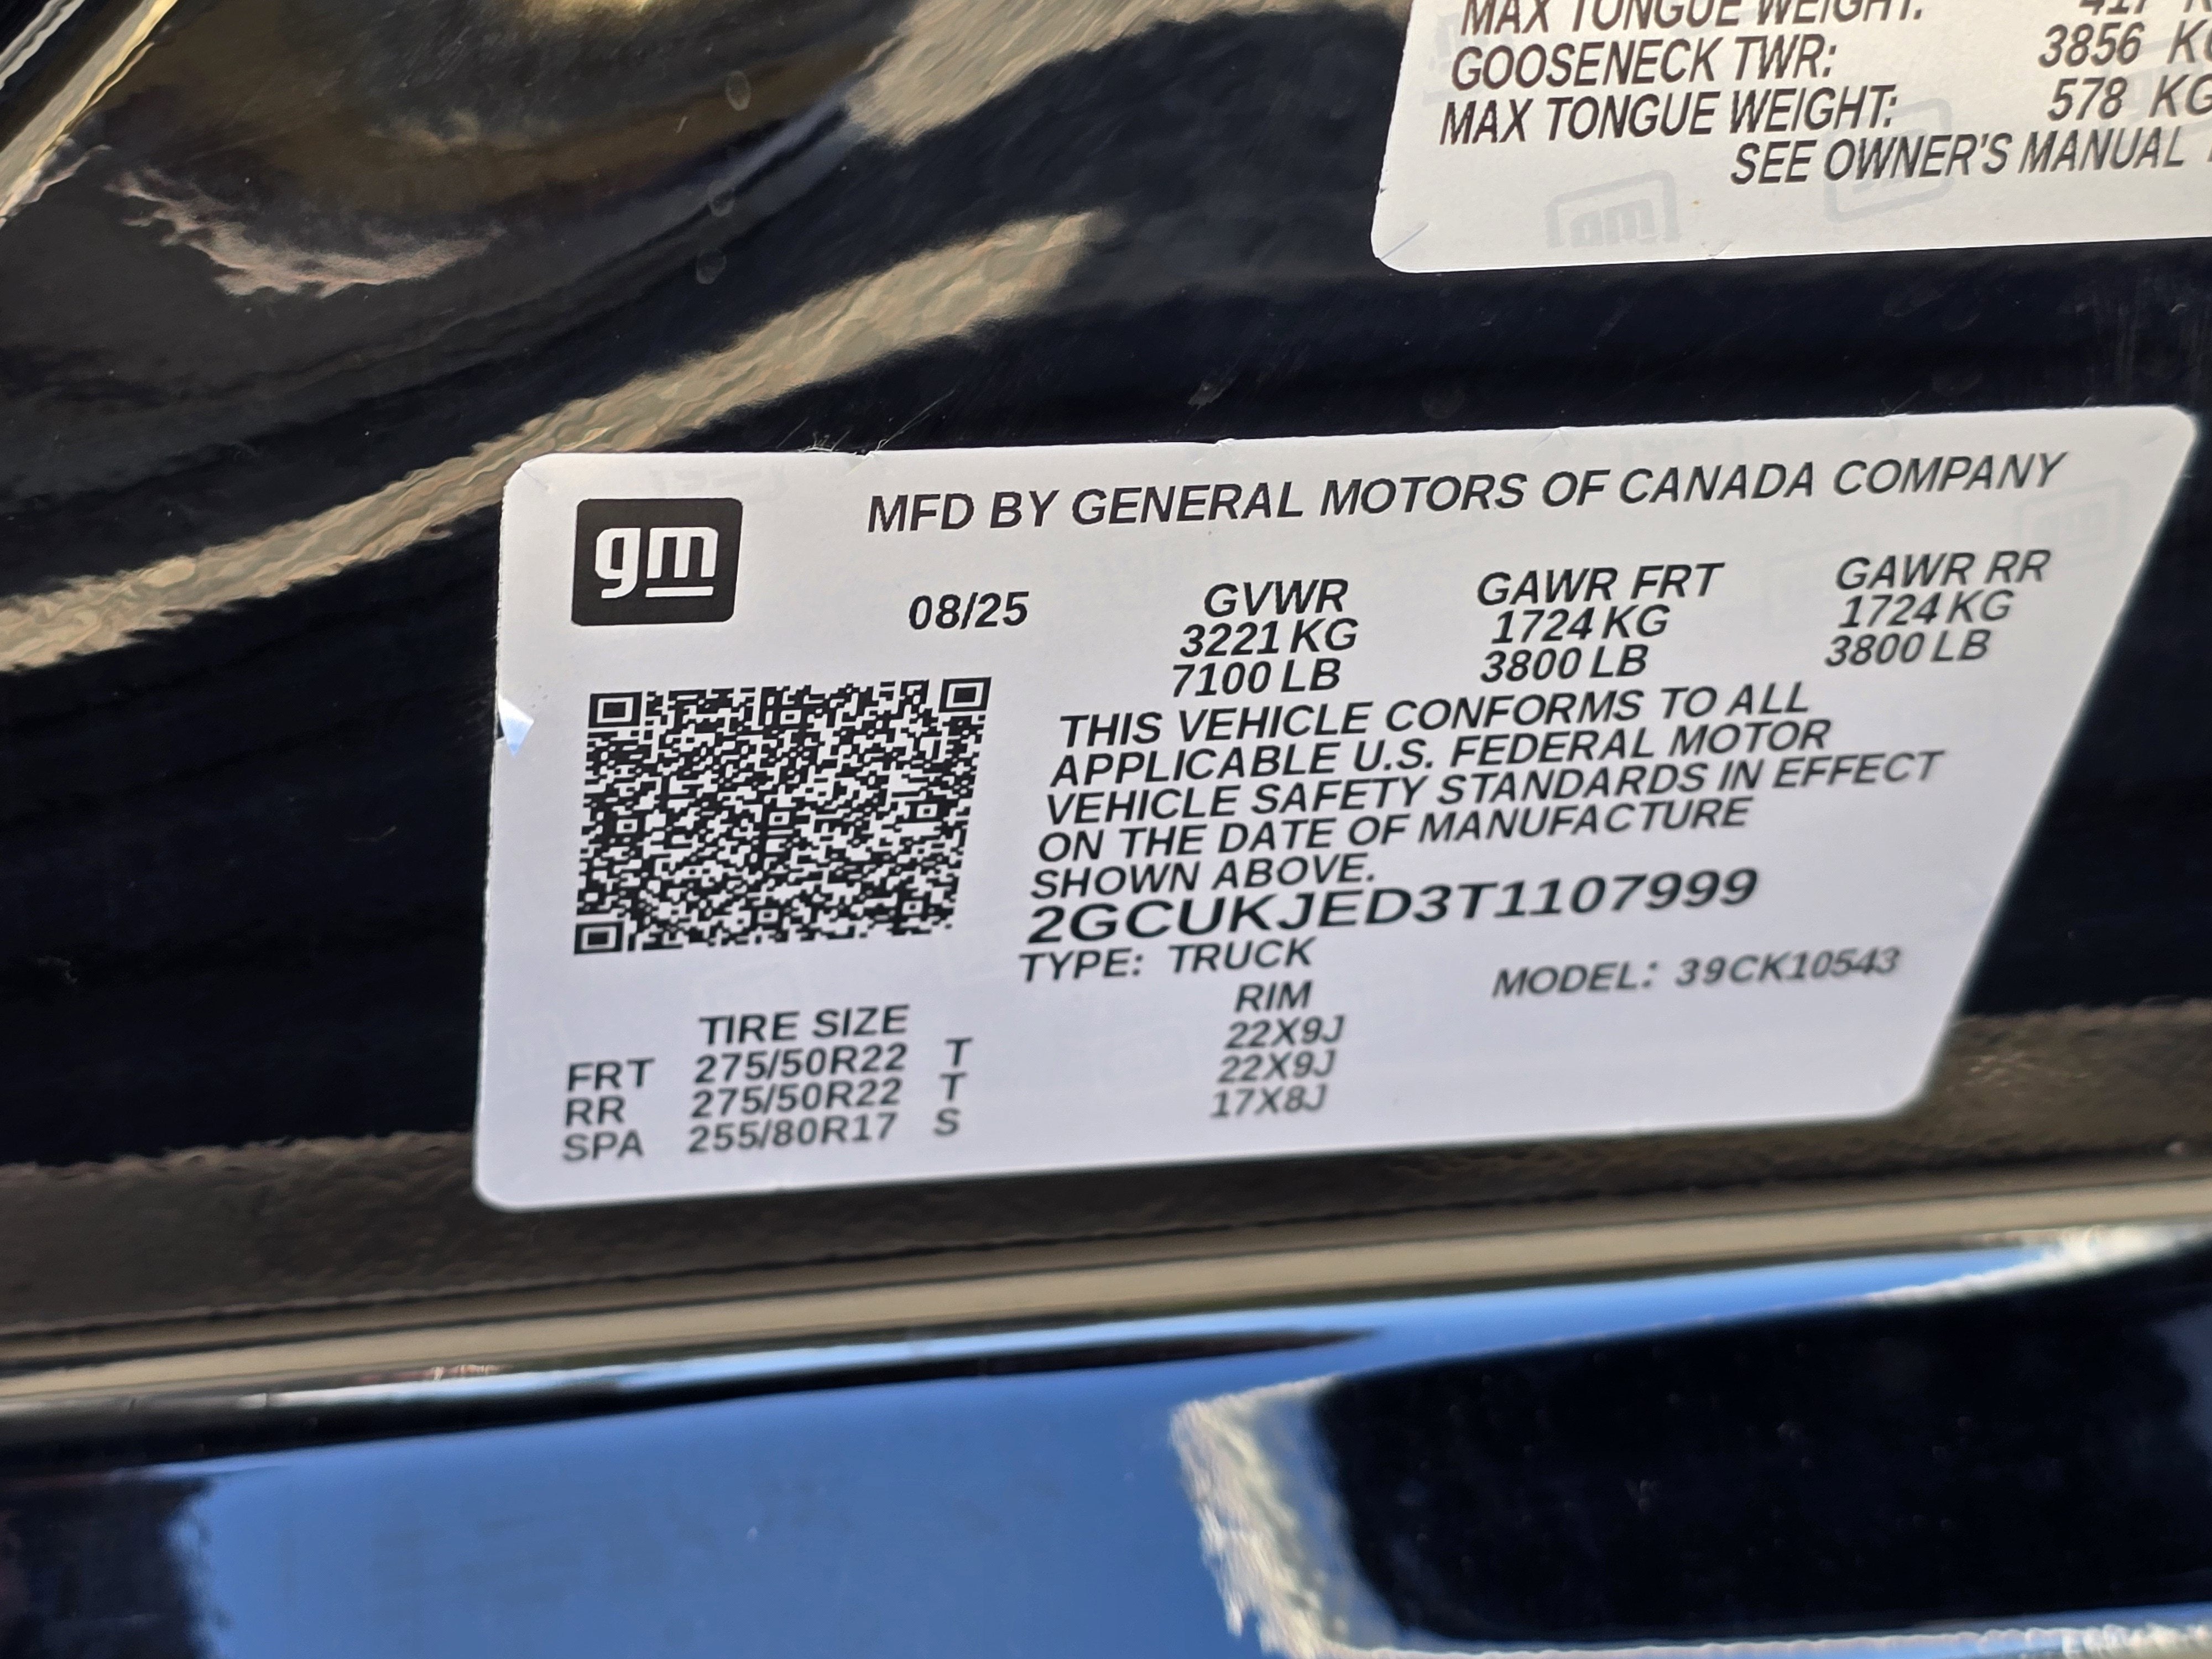 MAX TONGUE WEIGHT: 417
GOOSENECK TWR: 3856 KG
MAX TONGUE WEIGHT: 578 KG
SEE OWNER'S MANUAL
gm
MFD BY GENERAL MOTORS OF CANADA COMPANY
08/25 GVWR GAWR FRT GAWR RR
3221 KG 1724 KG 1724 KG
7100 LB 3800 LB 3800 LB
THIS VEHICLE CONFORMS TO ALL
APPLICABLE U.S. FEDERAL MOTOR
VEHICLE SAFETY STANDARDS IN EFFECT
ON THE DATE OF MANUFACTURE
SHOWN ABOVE.
2GCUKJED3T1107999
TYPE: TRUCK MODEL: 39CK10543
TIRE SIZE RIM
FRT 275/50R22 T 22X9J
RR 275/50R22 T 22X9J
SPA 255/80R17 S 17X8J